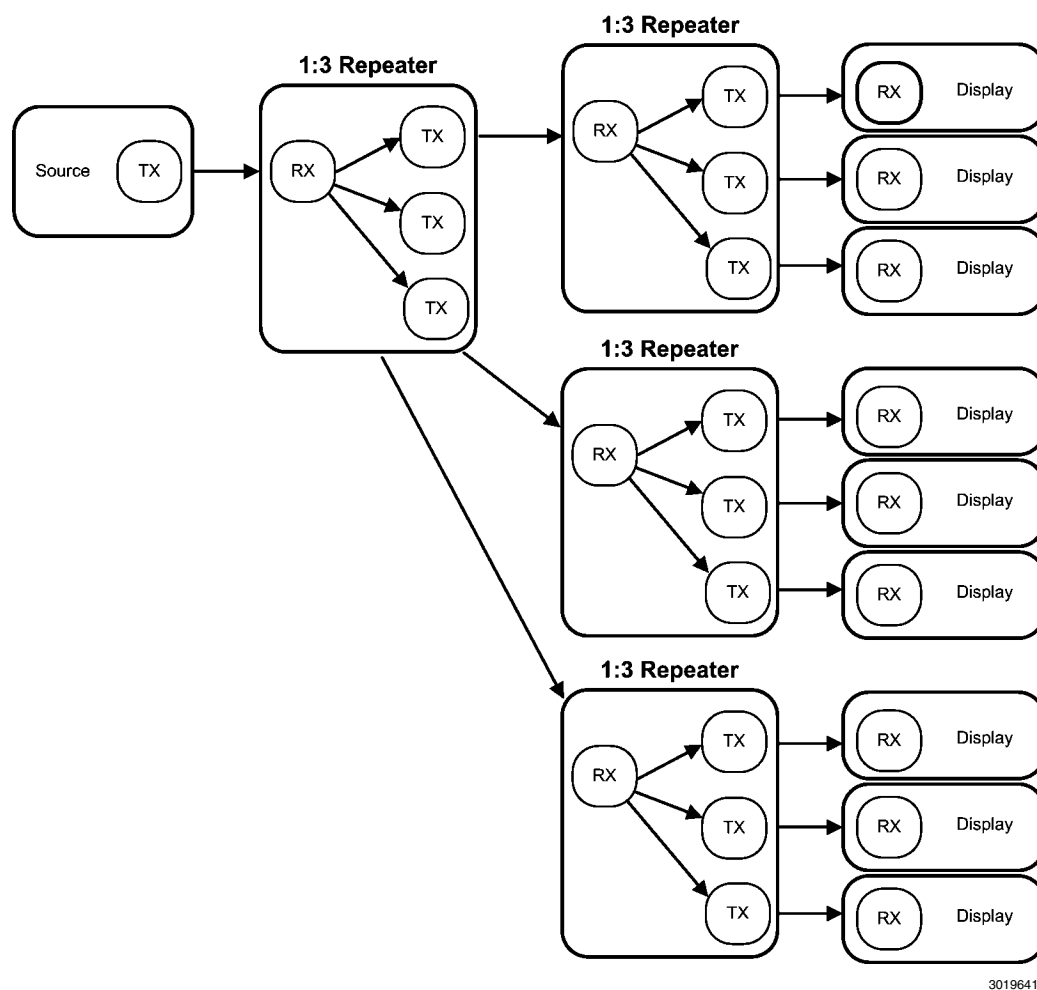 1:3 Repeater
1:3 Repeater
Source
TX
RX
TX
TX
TX
RX
TX
TX
TX
RX
Display
RX
Display
RX
Display
1:3 Repeater
RX
TX
TX
TX
RX
Display
RX
Display
RX
Display
1:3 Repeater
RX
TX
TX
TX
RX
Display
RX
Display
RX
Display
3019641